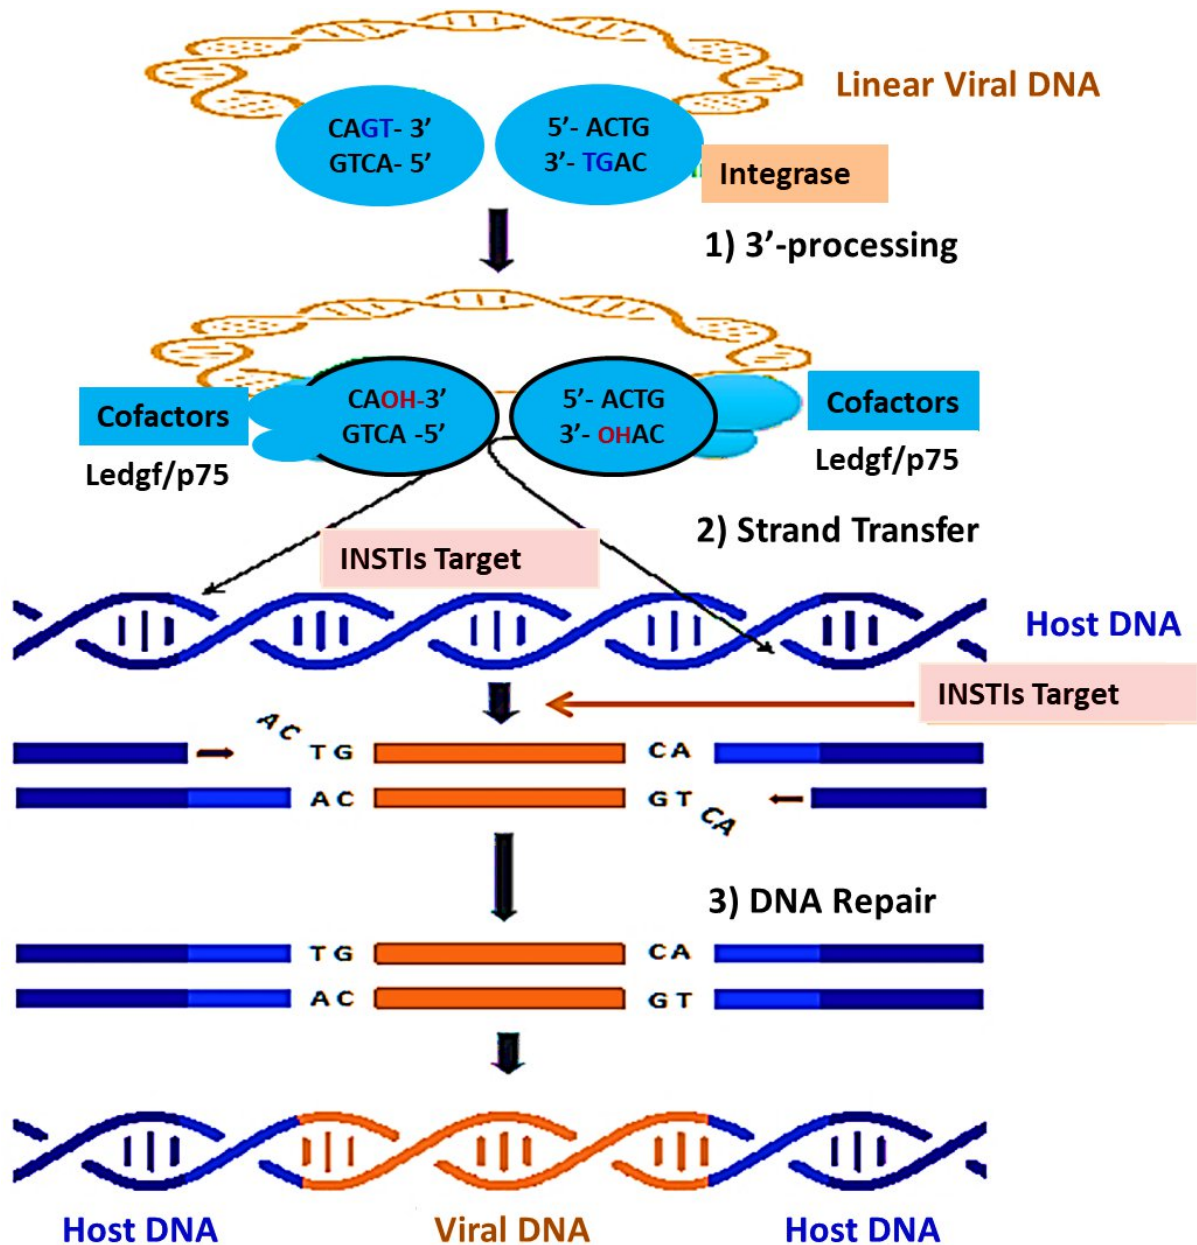 Linear Viral DNA
CAGT- 3’
GTCA- 5’
5’- ACTG
3’- TGAC
Integrase
1) 3’-processing
Cofactors
Ledgf/p75
CAOH-3’
GTCA -5’
5’- ACTG
3’- OHAC
Cofactors
Ledgf/p75
2) Strand Transfer
INSTIs Target
Host DNA
INSTIs Target
AC
TG
CA
AC
GT
CA
3) DNA Repair
TG
CA
AC
GT
Host DNA
Viral DNA
Host DNA